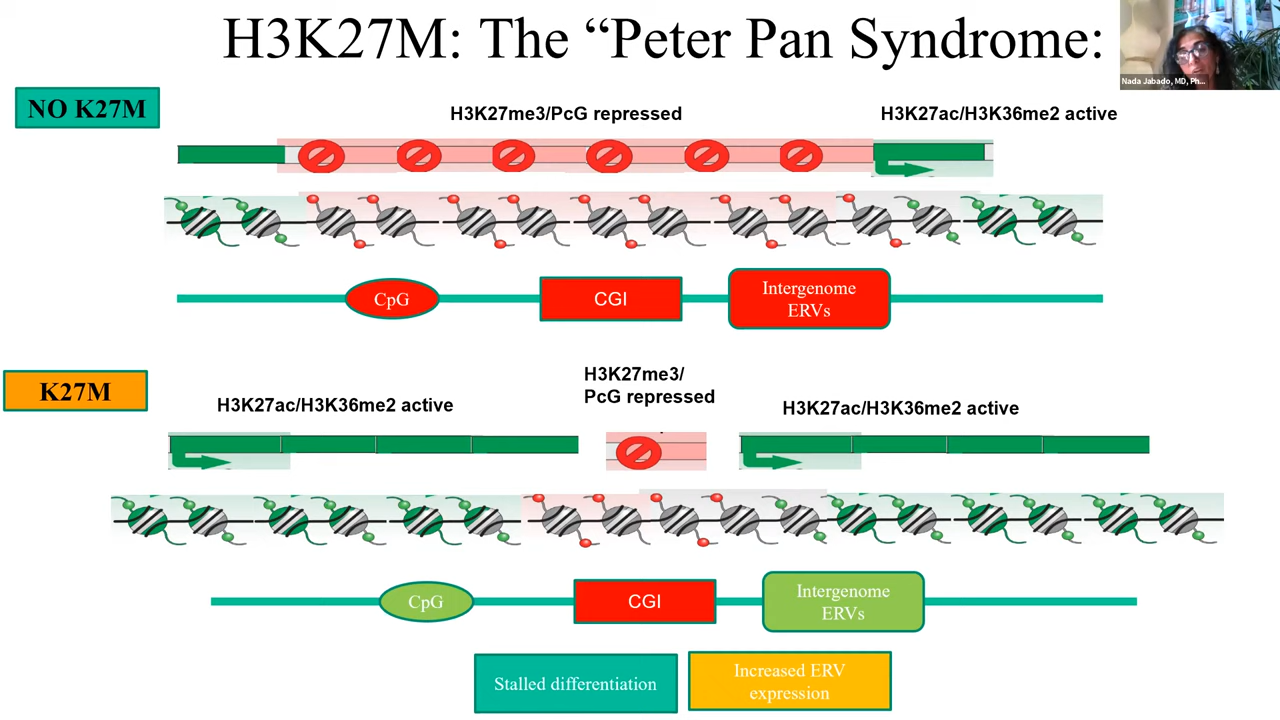 H3K27M: The “Peter Pan Syndrome:
Nada Jabado, MD, Ph...
NO K27M
H3K27me3/PcG repressed
H3K27ac/H3K36me2 active
CpG
CGI
Intergenome
ERVs
K27M
H3K27ac/H3K36me2 active
H3K27me3/
PcG repressed
H3K27ac/H3K36me2 active
CpG
CGI
Intergenome
ERVs
Stalled differentiation
Increased ERV
expression